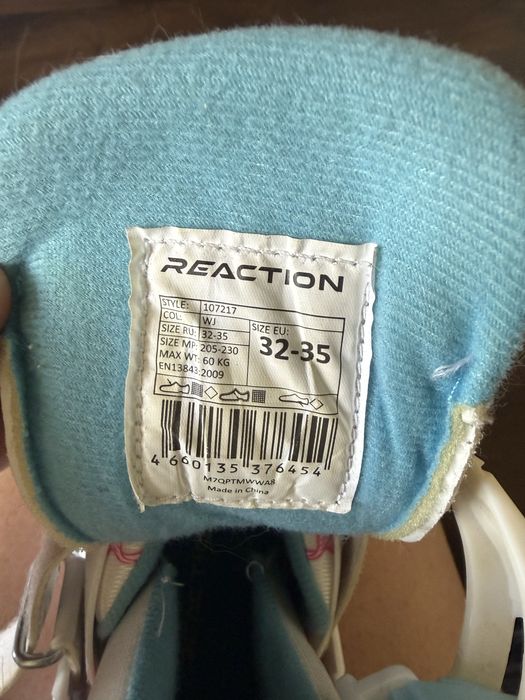 REACTION
STYLE: 107217
COL: WJ
SIZE RU: 32-35
SIZE MP: 205-230
MAX WT: 60 KG
EN13843:2009
SIZE EU:
32-35
4 660135 376454
M7QPTMWWA8
Made in China